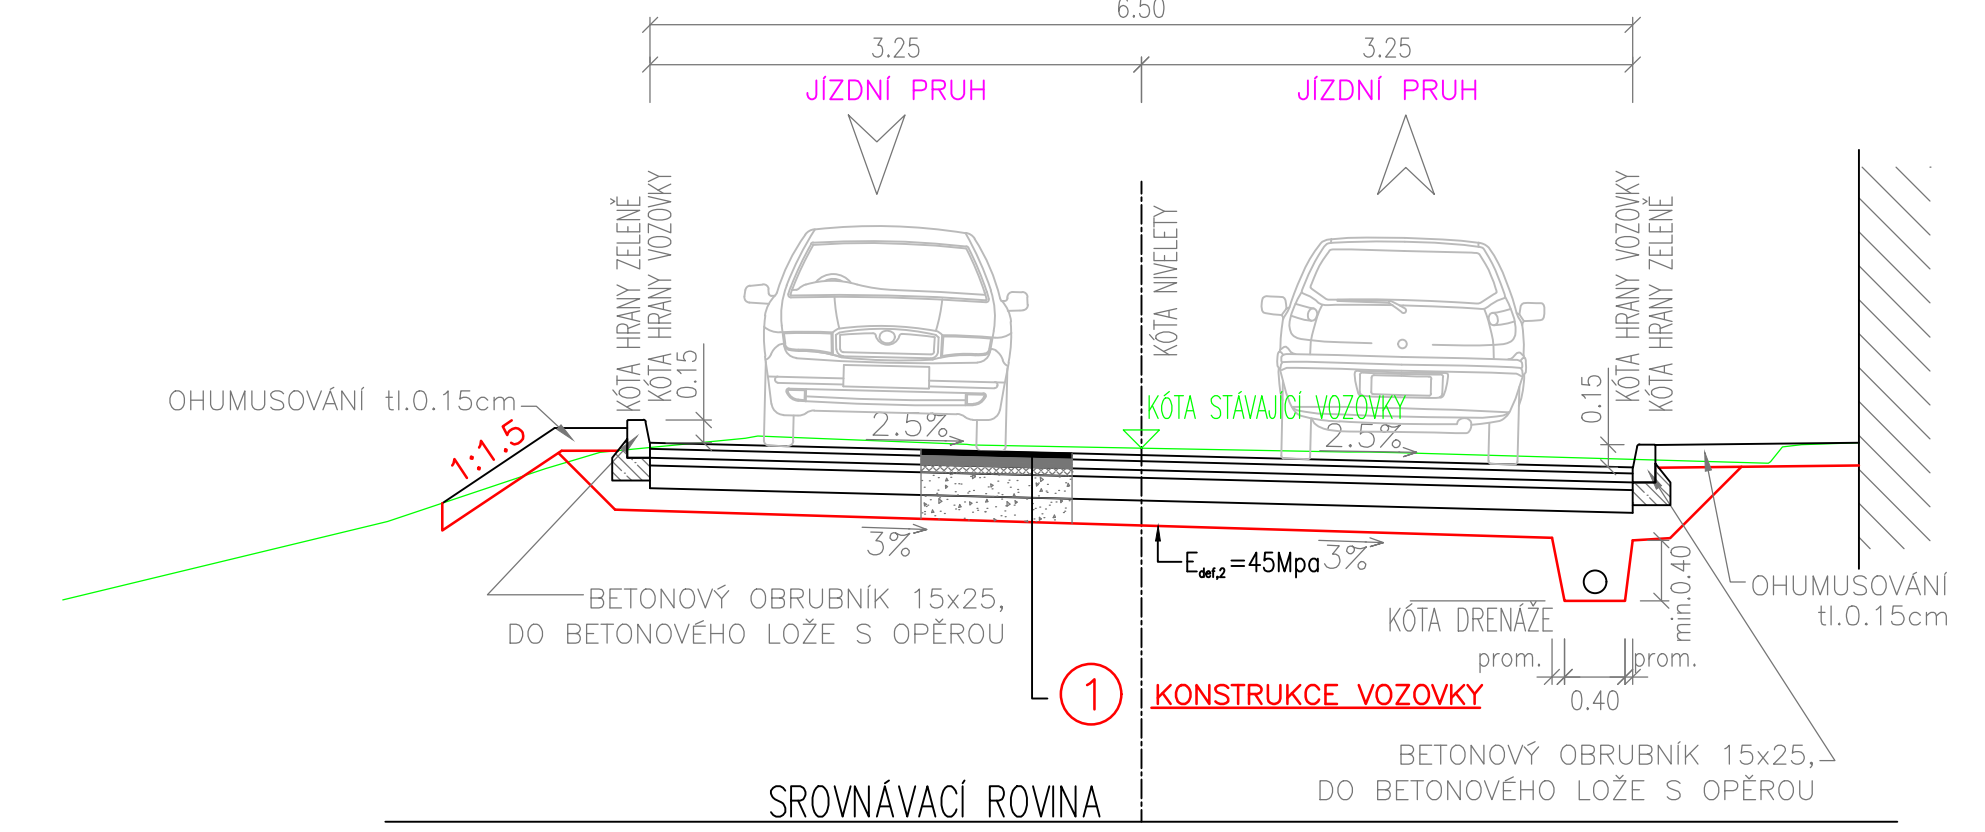 6.50
3.25
3.25
JÍZDNÍ PRUH
JÍZDNÍ PRUH
KÓTA HRANY ZELENĚ
KÓTA HRANY VOZOVKY
0.15
KÓTA NIVELETY
KÓTA HRANY VOZOVKY
KÓTA HRANY ZELENĚ
0.15
OHUMUSOVÁNÍ tl.0.15cm
KÓTA STÁVAJÍCÍ VOZOVKY
1:1.5
2.5%
2.5%
3%
3%
Edef,2=45Mpa
min.0.40
BETONOVÝ OBRUBNÍK 15x25,
DO BETONOVÉHO LOŽE S OPĚROU
KÓTA DRENÁŽE
OHUMUSOVÁNÍ
tl.0.15cm
prom.
prom.
0.40
1
KONSTRUKCE VOZOVKY
BETONOVÝ OBRUBNÍK 15x25,
DO BETONOVÉHO LOŽE S OPĚROU
SROVNÁVACÍ ROVINA